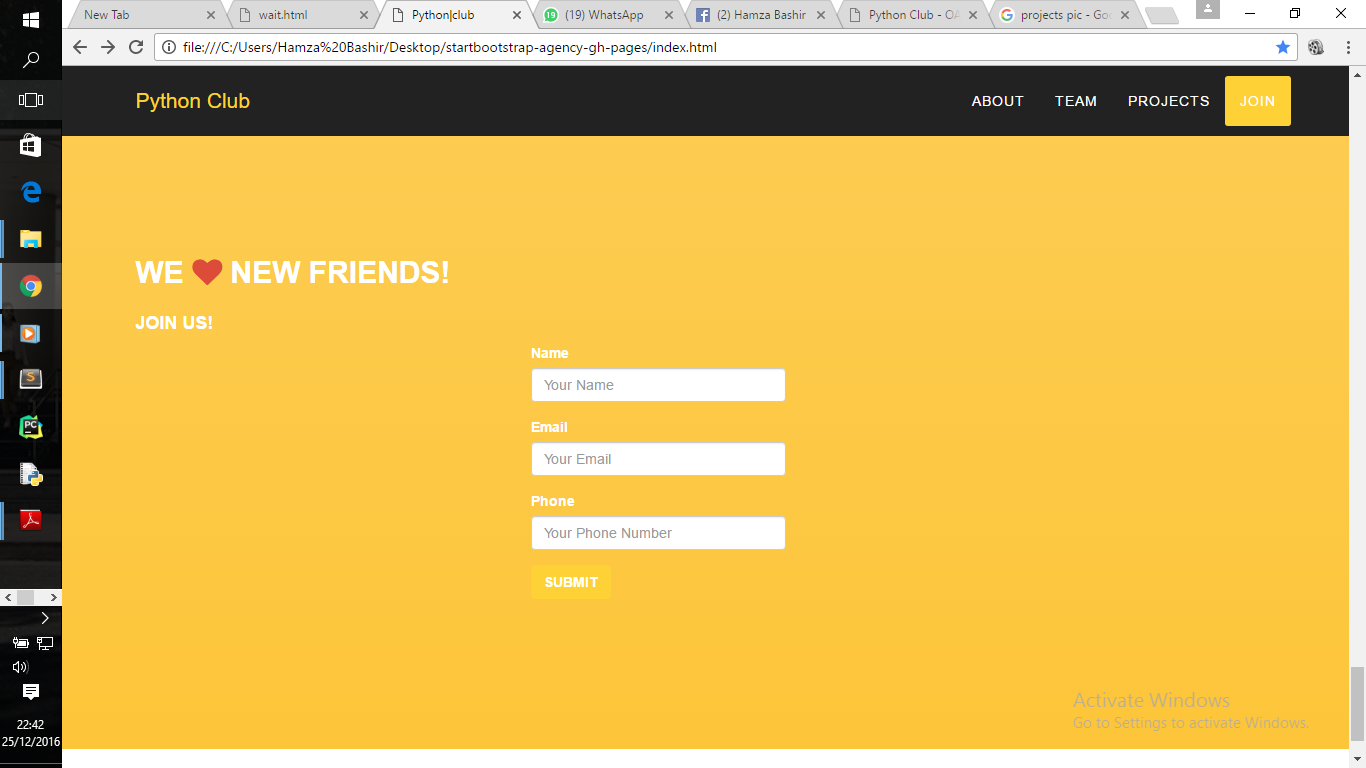 New Tab
wait.html
Python|club
(19) WhatsApp
(2) Hamza Bashir
Python Club - OA
projects pic - Goo
file:///C:/Users/Hamza%20Bashir/Desktop/startbootstrap-agency-gh-pages/index.html
Python Club
ABOUT
TEAM
PROJECTS
JOIN
WE ❤ NEW FRIENDS!
JOIN US!
Name
Your Name
Email
Your Email
Phone
Your Phone Number
SUBMIT
Activate Windows
Go to Settings to activate Windows.
19
S
PC
22:42
25/12/2016